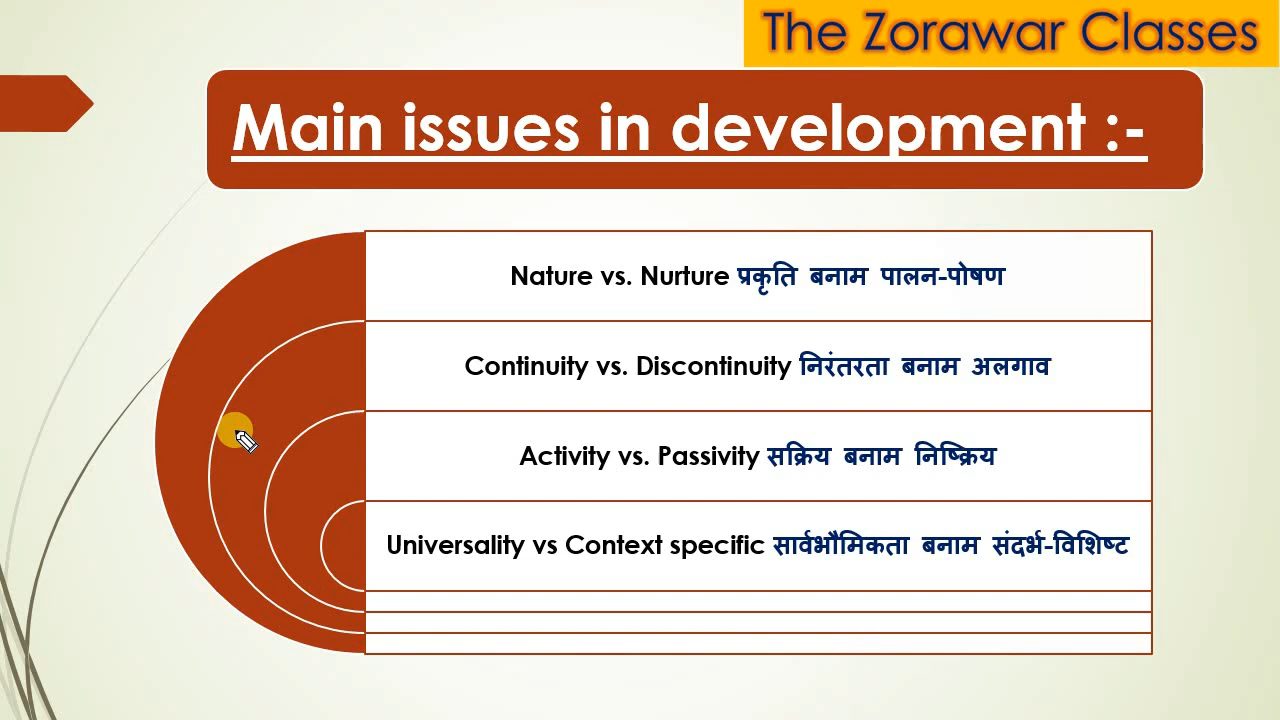 The Zorawar Classes
Main issues in development :-
Nature vs. Nurture प्रकृति बनाम पालन-पोषण
Continuity vs. Discontinuity निरंतरता बनाम अलगाव
Activity vs. Passivity सक्रिय बनाम निष्क्रिय
Universality vs Context specific सार्वभौमिकता बनाम संदर्भ-विशिष्ट